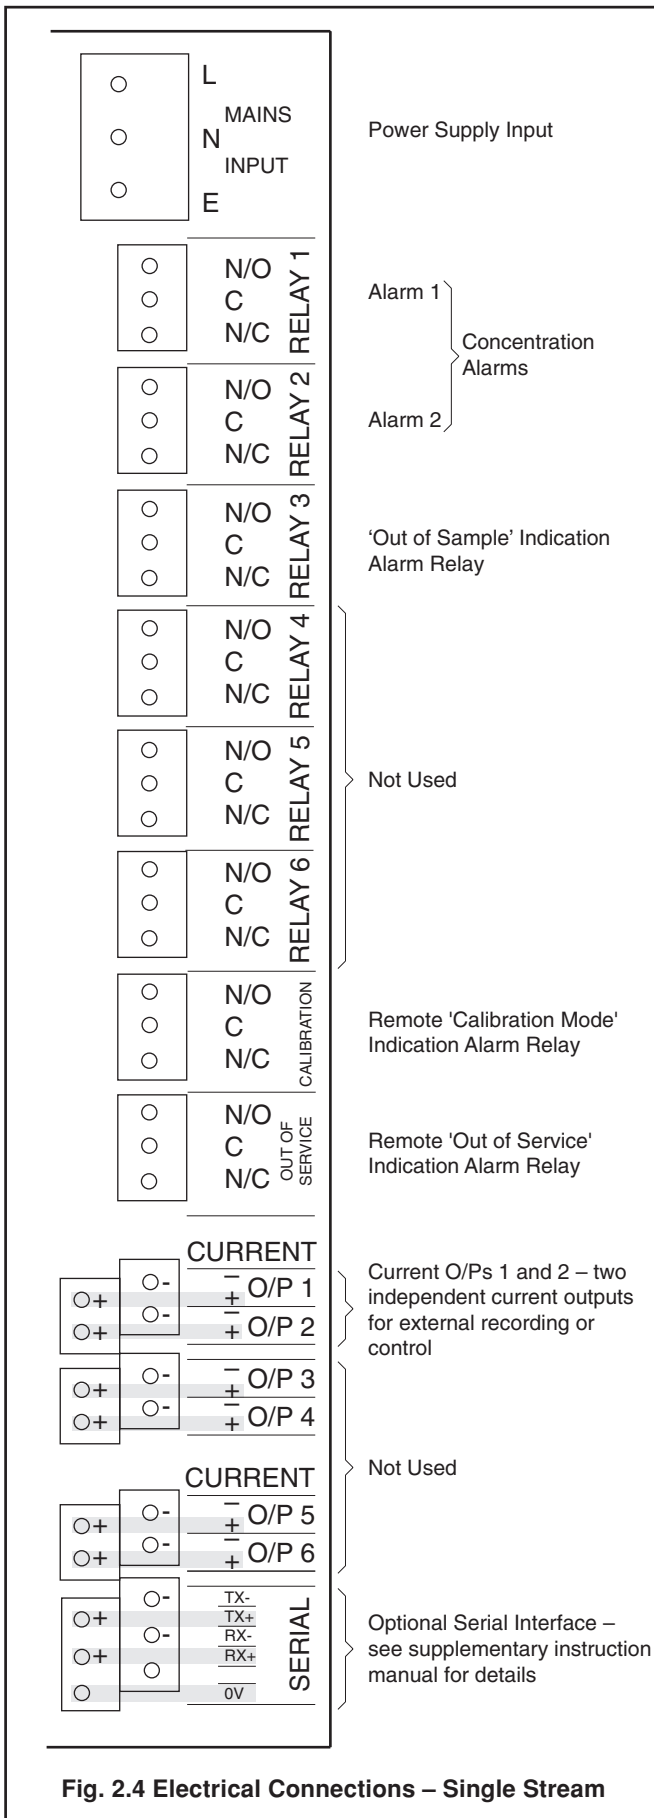 L
MAINS
N
INPUT
E
Power Supply Input
N/O
C
N/C
RELAY 1
Alarm 1
N/O
C
N/C
RELAY 2
Alarm 2
Concentration
Alarms
N/O
C
N/C
RELAY 3
‘Out of Sample’ Indication
Alarm Relay
N/O
C
N/C
RELAY 4
N/O
C
N/C
RELAY 5
N/O
C
N/C
RELAY 6
Not Used
N/O
C
N/C
CALIBRATION
Remote 'Calibration Mode'
Indication Alarm Relay
N/O
C
N/C
OUT OF
SERVICE
Remote 'Out of Service'
Indication Alarm Relay
CURRENT
- – O/P 1
+ +
- – O/P 2
+ +
Current O/Ps 1 and 2 – two
independent current outputs
for external recording or
control
- – O/P 3
+ +
- – O/P 4
+ +
CURRENT
- – O/P 5
+ +
- – O/P 6
+ +
Not Used
- TX-
+ TX+
- RX-
+ RX+
0V
SERIAL
Optional Serial Interface –
see supplementary instruction
manual for details
Fig. 2.4 Electrical Connections – Single Stream